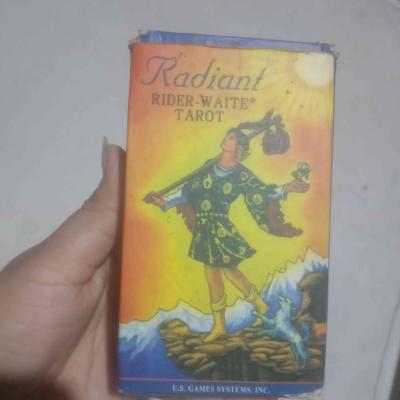 Radiant
RIDER-WAITE®
TAROT
U.S. GAMES SYSTEMS, INC.